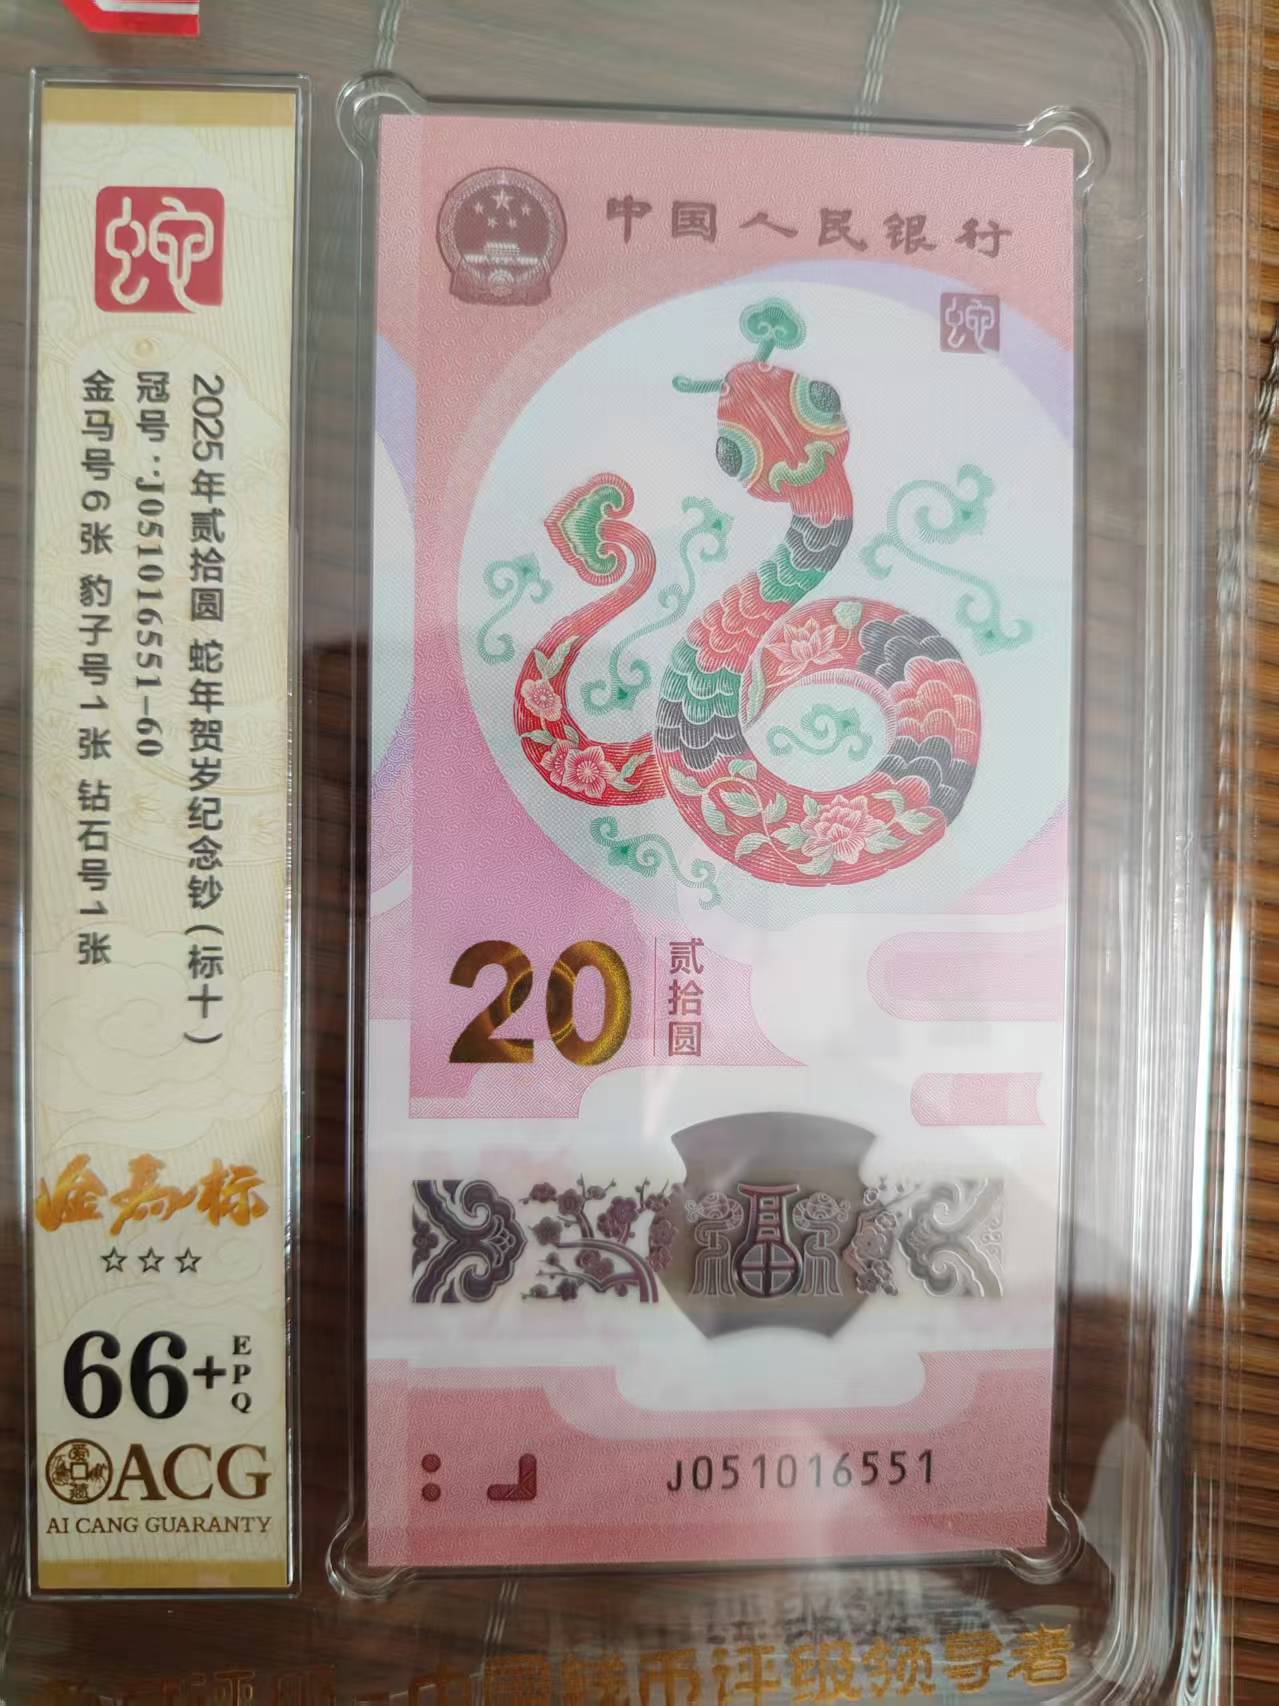 蛇
2025年贰拾圆 蛇年贺岁纪念钞（标十）
冠号：J051016551-60
金马号6张 豹子号1张 钻石号1张
金马标
☆☆☆
66+
EPQ
爱藏
ACG
AI CANG GUARANTY
中国人民银行
蛇
20
贰拾圆
J051016551
中国钱币评级领导者